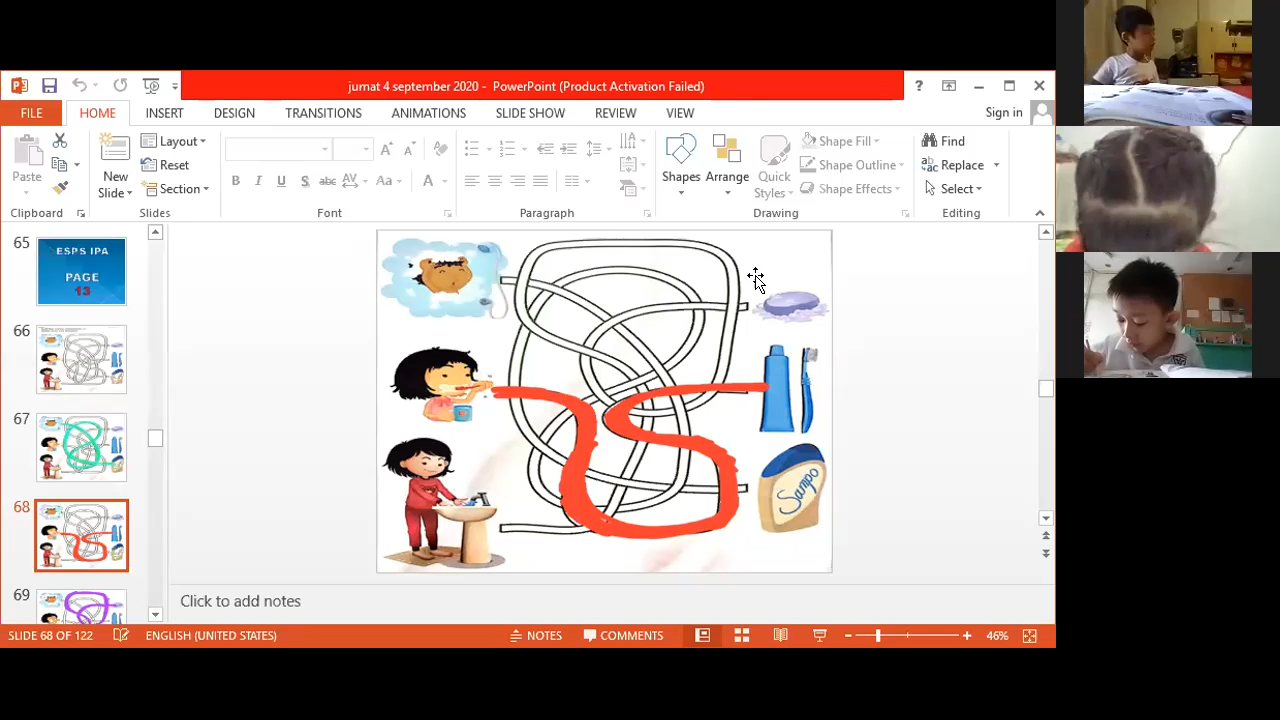 jumat 4 september 2020 - PowerPoint (Product Activation Failed)
FILE HOME INSERT DESIGN TRANSITIONS ANIMATIONS SLIDE SHOW REVIEW VIEW Sign in
Paste
New
Slide
Layout
Reset
Section
Shapes
Arrange
Quick
Styles
Shape Fill
Shape Outline
Shape Effects
Find
Replace
Select
Clipboard Slides Font Paragraph Drawing Editing
65
ESPS IPA
PAGE
13
66
67
68
69
Sampo
Click to add notes
SLIDE 68 OF 122 ENGLISH (UNITED STATES) NOTES COMMENTS 46%